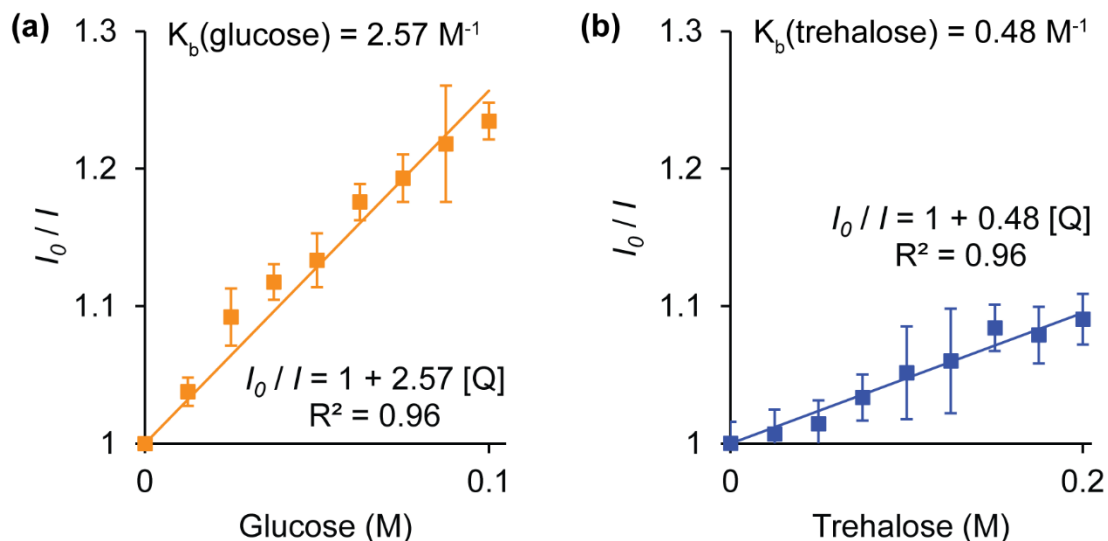 (a)
K_b(glucose) = 2.57 M⁻¹
1.3
1.2
1.1
1
I₀ / I
I₀ / I = 1 + 2.57 [Q]
R² = 0.96
0
0.1
Glucose (M)
(b)
K_b(trehalose) = 0.48 M⁻¹
1.3
1.2
1.1
1
I₀ / I
I₀ / I = 1 + 0.48 [Q]
R² = 0.96
0
0.2
Trehalose (M)